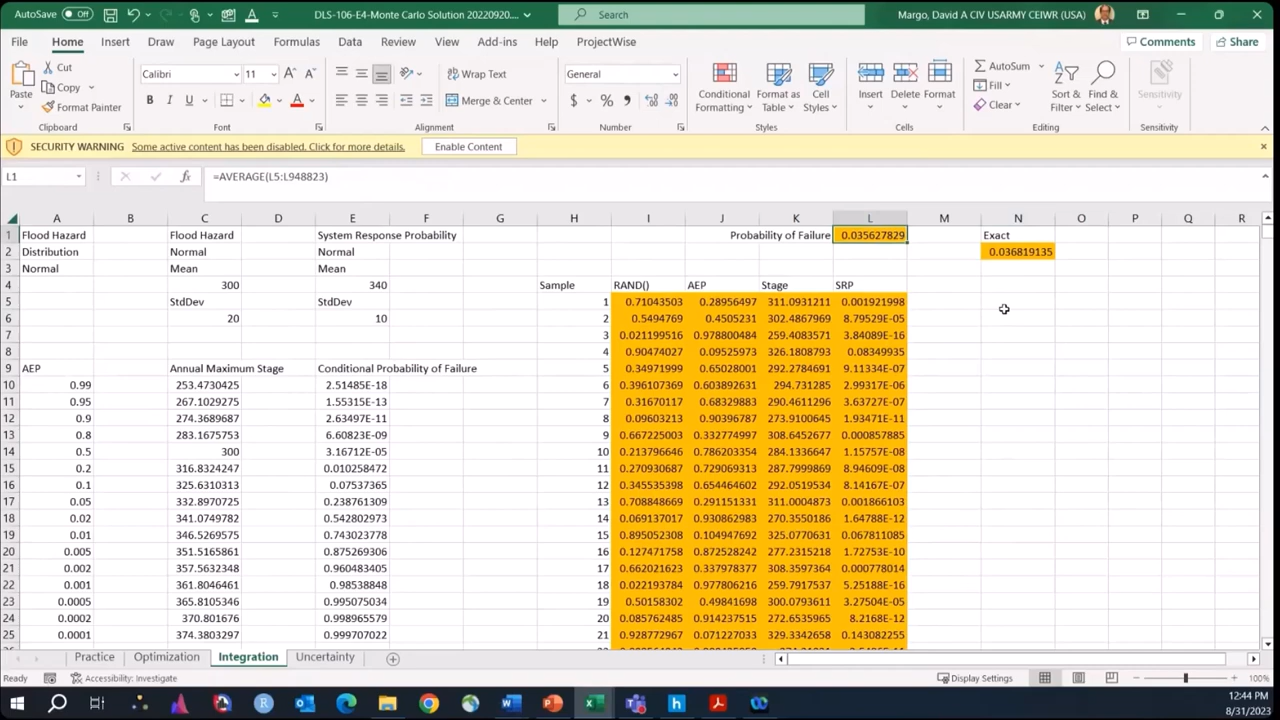 AutoSave Off DLS-106-E4-Monte Carlo Solution 20220920.... Search Margo, David A CIV USARMY CEIWR (USA)
File Home Insert Draw Page Layout Formulas Data Review View Add-ins Help ProjectWise Comments Share
Paste Cut Copy Format Painter Calibri 11 Wrap Text Merge & Center General Conditional Formatting Format as Table Cell Styles Insert Delete Format AutoSum Fill Clear Sort & Filter Find & Select Sensitivity
Clipboard Font Alignment Number Styles Cells Editing Sensitivity
SECURITY WARNING Some active content has been disabled. Click for more details. Enable Content
L1 fx =AVERAGE(L5:L948823)
A B C D E F G H I J K L M N O P Q R
1 Flood Hazard Flood Hazard System Response Probability Probability of Failure 0.035627829 Exact
2 Distribution Normal Normal 0.036819135
3 Normal Mean Mean
4 300 340 Sample RAND() AEP Stage SRP
5 StdDev StdDev 1 0.71043503 0.28956497 311.0931211 0.001921998
6 20 10 2 0.5494769 0.4505231 302.4867969 8.79529E-05
7 3 0.021199516 0.978800484 259.4083571 3.84089E-16
8 4 0.90474027 0.09525973 326.1808793 0.08349935
9 AEP Annual Maximum Stage Conditional Probability of Failure 5 0.34971999 0.65028001 292.2784691 9.11334E-07
10 0.99 253.4730425 2.51485E-18 6 0.396107369 0.603892631 294.731285 2.99317E-06
11 0.95 267.1029275 1.55315E-13 7 0.31670117 0.68329883 290.4611296 3.63727E-07
12 0.9 274.3689687 2.63497E-11 8 0.09603213 0.90396787 273.9100645 1.93471E-11
13 0.8 283.1675753 6.60823E-09 9 0.667225003 0.332774997 308.6452677 0.000857885
14 0.5 300 3.16712E-05 10 0.213796646 0.786203354 284.1336647 1.15757E-08
15 0.2 316.8324247 0.010258472 11 0.270930687 0.729069313 287.7999869 8.94609E-08
16 0.1 325.6310313 0.07537365 12 0.345535398 0.654464602 292.0519534 8.14167E-07
17 0.05 332.8970725 0.238761309 13 0.708848669 0.291151331 311.0004873 0.001866103
18 0.02 341.0749782 0.542802973 14 0.069137017 0.930862983 270.3550186 1.64788E-12
19 0.01 346.5269575 0.743023778 15 0.895052308 0.104947692 325.0770631 0.067811085
20 0.005 351.5165861 0.875269306 16 0.127471758 0.872528242 277.2315218 1.72753E-10
21 0.002 357.5632348 0.960483405 17 0.662021623 0.337978377 308.3597364 0.000778014
22 0.001 361.8046461 0.98538848 18 0.022193784 0.977806216 259.7917537 5.25188E-16
23 0.0005 365.8105346 0.995075034 19 0.50158302 0.49841698 300.0793611 3.27504E-05
24 0.0002 370.801676 0.998965579 20 0.085762485 0.914237515 272.6535965 8.2168E-12
25 0.0001 374.3803297 0.999707022 21 0.928772967 0.071227033 329.3342658 0.143082255
Practice Optimization Integration Uncertainty
Ready Accessibility: Investigate Display Settings 100%
12:44 PM
8/31/2023